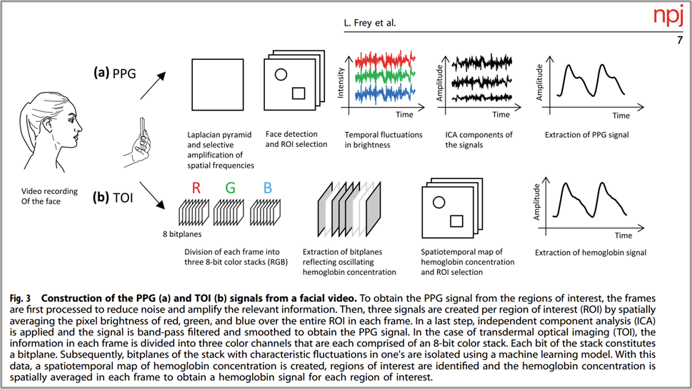 L. Frey et al.
npj
7
(a) PPG
Intensity
Time
Amplitude
Time
Amplitude
Time
Laplacian pyramid
and selective
amplification of
spatial frequencies
Face detection
and ROI selection
Temporal fluctuations
in brightness
ICA components of
the signals
Extraction of PPG signal
Video recording
Of the face
(b) TOI
R G B
8 bitplanes
Amplitude
Time
Division of each frame into
three 8-bit color stacks (RGB)
Extraction of bitplanes
reflecting oscillating
hemoglobin concentration
Spatiotemporal map of
hemoglobin concentration
and ROI selection
Extraction of hemoglobin signal
Fig. 3 Construction of the PPG (a) and TOI (b) signals from a facial video. To obtain the PPG signal from the regions of interest, the frames
are first processed to reduce noise and amplify the relevant information. Then, three signals are created per region of interest (ROI) by spatially
averaging the pixel brightness of red, green, and blue over the entire ROI in each frame. In a last step, independent component analysis (ICA)
is applied and the signal is band-pass filtered and smoothed to obtain the PPG signal. In the case of transdermal optical imaging (TOI), the
information in each frame is divided into three color channels that are each comprised of an 8-bit color stack. Each bit of the stack constitutes
a bitplane. Subsequently, bitplanes of the stack with characteristic fluctuations in one's are isolated using a machine learning model. With this
data, a spatiotemporal map of hemoglobin concentration is created, regions of interest are identified and the hemoglobin concentration is
spatially averaged in each frame to obtain a hemoglobin signal for each region of interest.